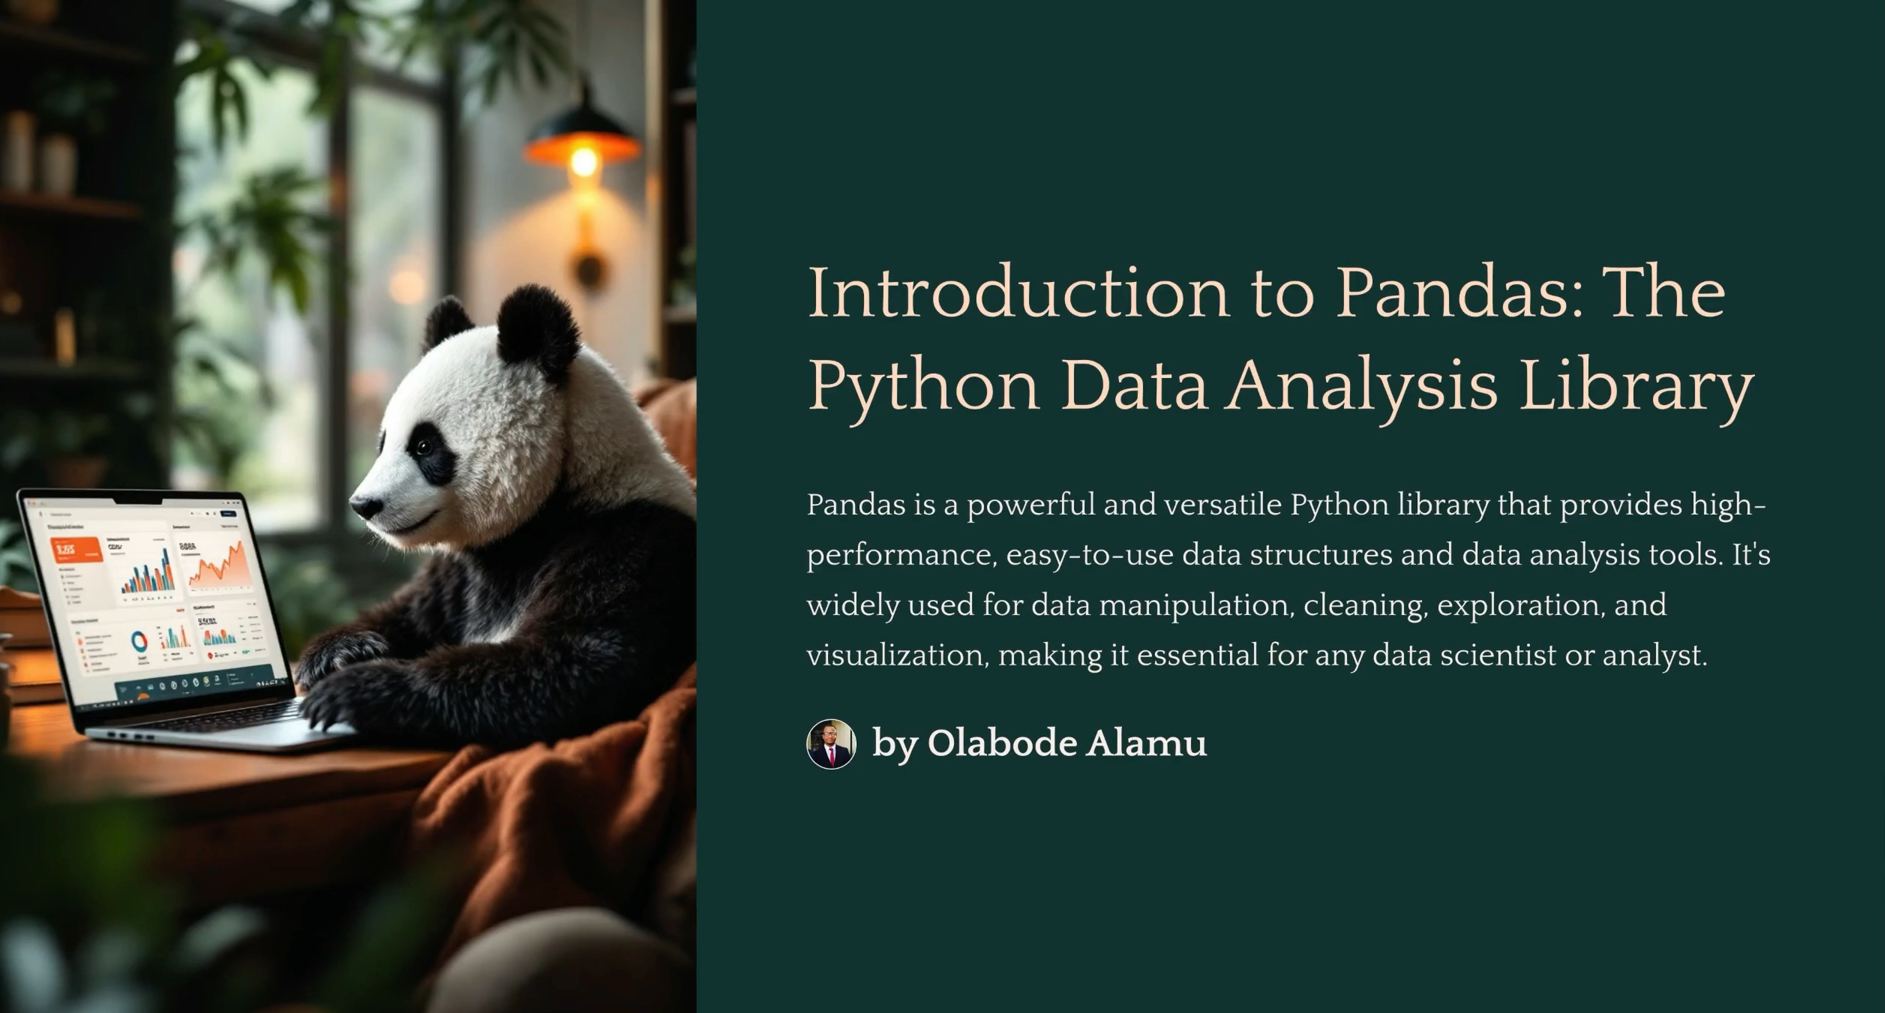 Introduction to Pandas: The
Python Data Analysis Library
Pandas is a powerful and versatile Python library that provides high-
performance, easy-to-use data structures and data analysis tools. It's
widely used for data manipulation, cleaning, exploration, and
visualization, making it essential for any data scientist or analyst.
by Olabode Alamu